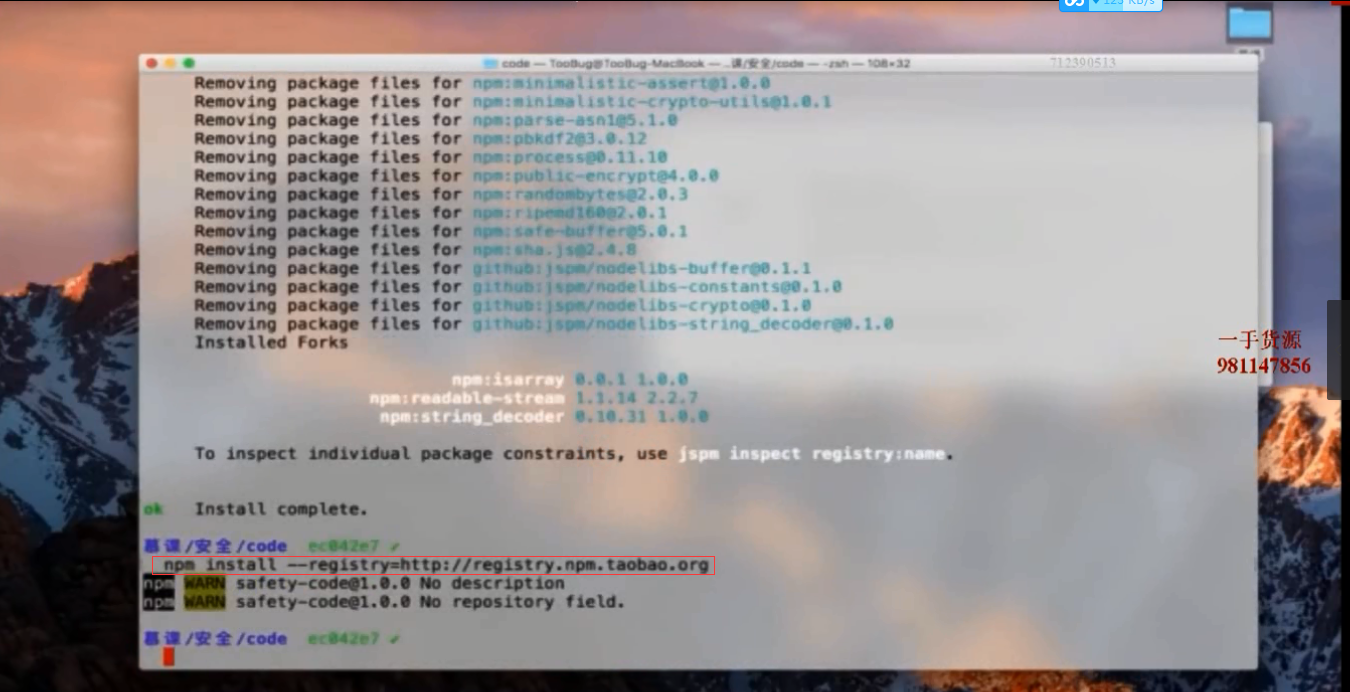 123 Kb/s
code — TooBug@TooBug-MacBook — ..课/安全/code — -zsh — 108×32
712390513
Removing package files for npm:minimalistic-assert@1.0.0
Removing package files for npm:minimalistic-crypto-utils@1.0.1
Removing package files for npm:parse-asn1@5.1.0
Removing package files for npm:pbkdf2@3.0.12
Removing package files for npm:process@0.11.10
Removing package files for npm:public-encrypt@4.0.0
Removing package files for npm:randombytes@2.0.3
Removing package files for npm:ripemd160@2.0.1
Removing package files for npm:safe-buffer@5.0.1
Removing package files for npm:sha.js@2.4.8
Removing package files for github:jspm/nodelibs-buffer@0.1.1
Removing package files for github:jspm/nodelibs-constants@0.1.0
Removing package files for github:jspm/nodelibs-crypto@0.1.0
Removing package files for github:jspm/nodelibs-string_decoder@0.1.0
Installed Forks
一手货源
981147856
npm:isarray 0.0.1 1.0.0
npm:readable-stream 1.1.14 2.2.7
npm:string_decoder 0.10.31 1.0.0
To inspect individual package constraints, use jspm inspect registry:name.
ok Install complete.
慕课/安全/code ec042e7 ✔
npm install --registry=http://registry.npm.taobao.org
npm WARN safety-code@1.0.0 No description
npm WARN safety-code@1.0.0 No repository field.
慕课/安全/code ec042e7 ✔